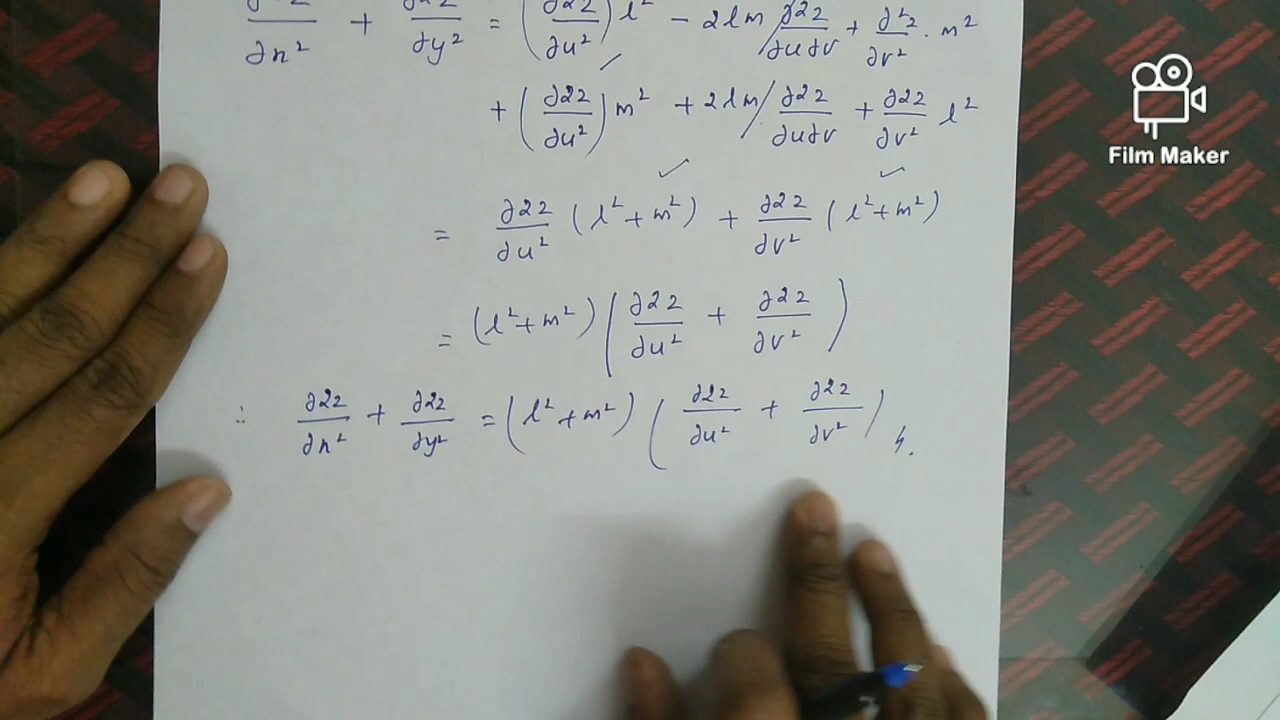 ∂²z/∂x² + ∂²z/∂y² = (∂²z/∂u²) l² - 2lm ∂²z/∂u∂v + ∂²z/∂v² . m²
+ (∂²z/∂u²) m² + 2lm ∂²z/∂u∂v + ∂²z/∂v² l²
= ∂²z/∂u² (l² + m²) + ∂²z/∂v² (l² + m²)
= (l² + m²) (∂²z/∂u² + ∂²z/∂v²)
∴ ∂²z/∂x² + ∂²z/∂y² = (l² + m²) (∂²z/∂u² + ∂²z/∂v²)
Film Maker